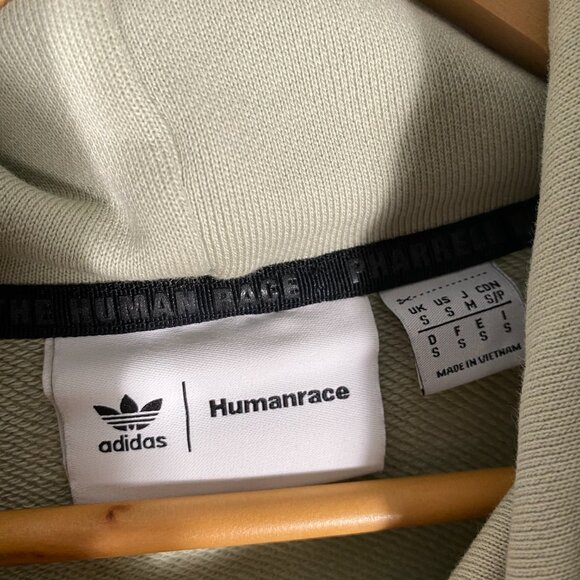 THE HUMAN RACE PHARRELL
adidas
Humanrace
UK US J CDN
S S M S/P
D F E I
S S S S
MADE IN VIETNAM